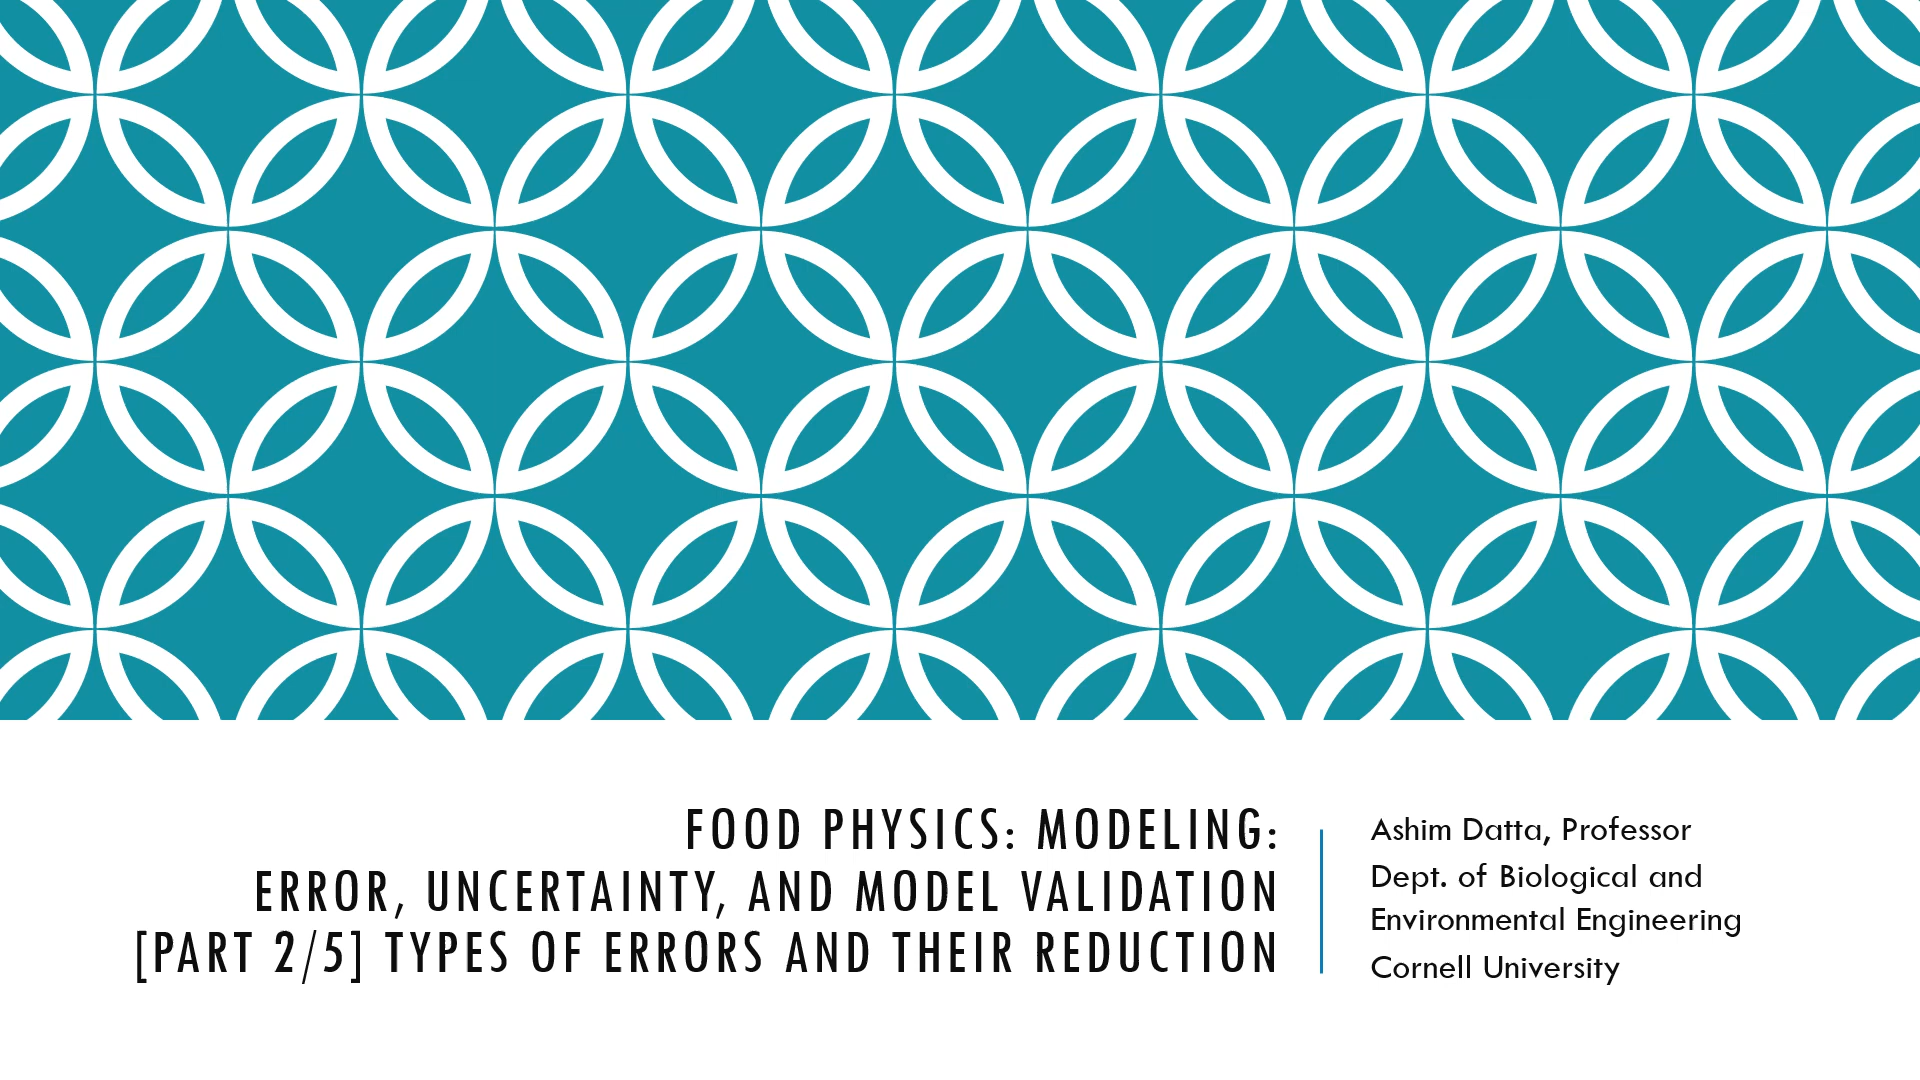 FOOD PHYSICS: MODELING:
ERROR, UNCERTAINTY, AND MODEL VALIDATION
[PART 2/5] TYPES OF ERRORS AND THEIR REDUCTION
Ashim Datta, Professor
Dept. of Biological and
Environmental Engineering
Cornell University